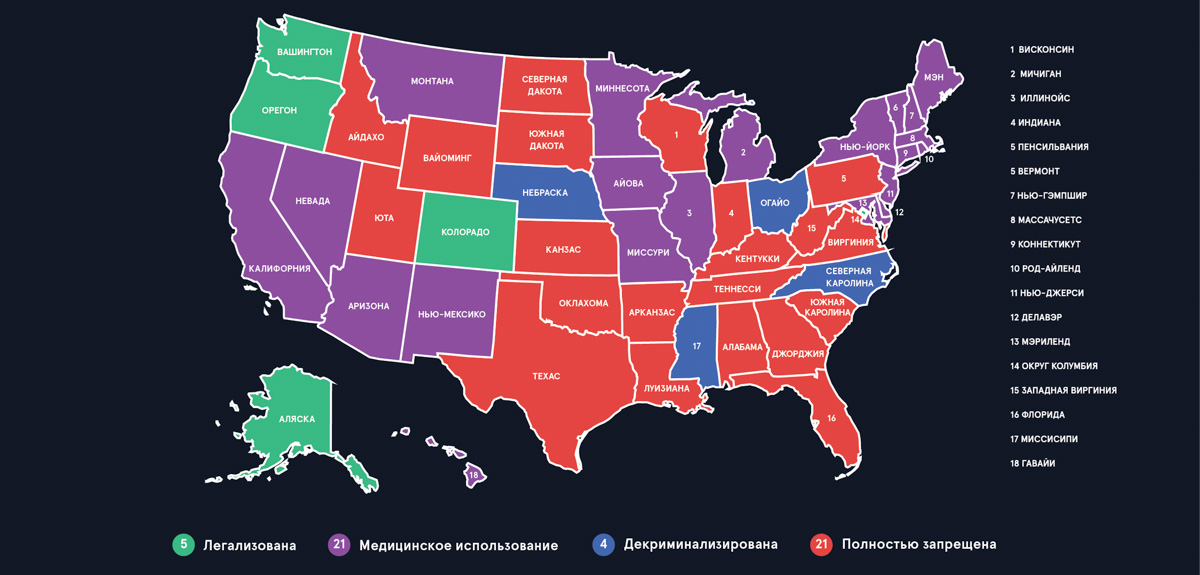 ВАШИНГТОН
ОРЕГОН
АЙДАХО
МОНТАНА
СЕВЕРНАЯ
ДАКОТА
ЮЖНАЯ
ДАКОТА
МИННЕСОТА
ВАЙОМИНГ
НЕБРАСКА
АЙОВА
НЕВАДА
ЮТА
КОЛОРАДО
КАНЗАС
МИССУРИ
КАЛИФОРНИЯ
АРИЗОНА
НЬЮ-МЕКСИКО
ОКЛАХОМА
АРКАНЗАС
ТЕХАС
ЛУИЗИАНА
АЛЯСКА
1
2
3
4
ОГАЙО
5
НЬЮ-ЙОРК
МЭН
6
7
8
9
10
11
12
13
14
15
ВИРГИНИЯ
КЕНТУККИ
ТЕННЕССИ
СЕВЕРНАЯ
КАРОЛИНА
ЮЖНАЯ
КАРОЛИНА
17
АЛАБАМА
ДЖОРДЖИЯ
16
18
1 ВИСКОНСИН
2 МИЧИГАН
3 ИЛЛИНОЙС
4 ИНДИАНА
5 ПЕНСИЛЬВАНИЯ
5 ВЕРМОНТ
7 НЬЮ-ГЭМПШИР
8 МАССАЧУСЕТС
9 КОННЕКТИКУТ
10 РОД-АЙЛЕНД
11 НЬЮ-ДЖЕРСИ
12 ДЕЛАВЭР
13 МЭРИЛЕНД
14 ОКРУГ КОЛУМБИЯ
15 ЗАПАДНАЯ ВИРГИНИЯ
16 ФЛОРИДА
17 МИССИСИПИ
18 ГАВАЙИ
5 Легализована
21 Медицинское использование
4 Декриминализирована
21 Полностью запрещена